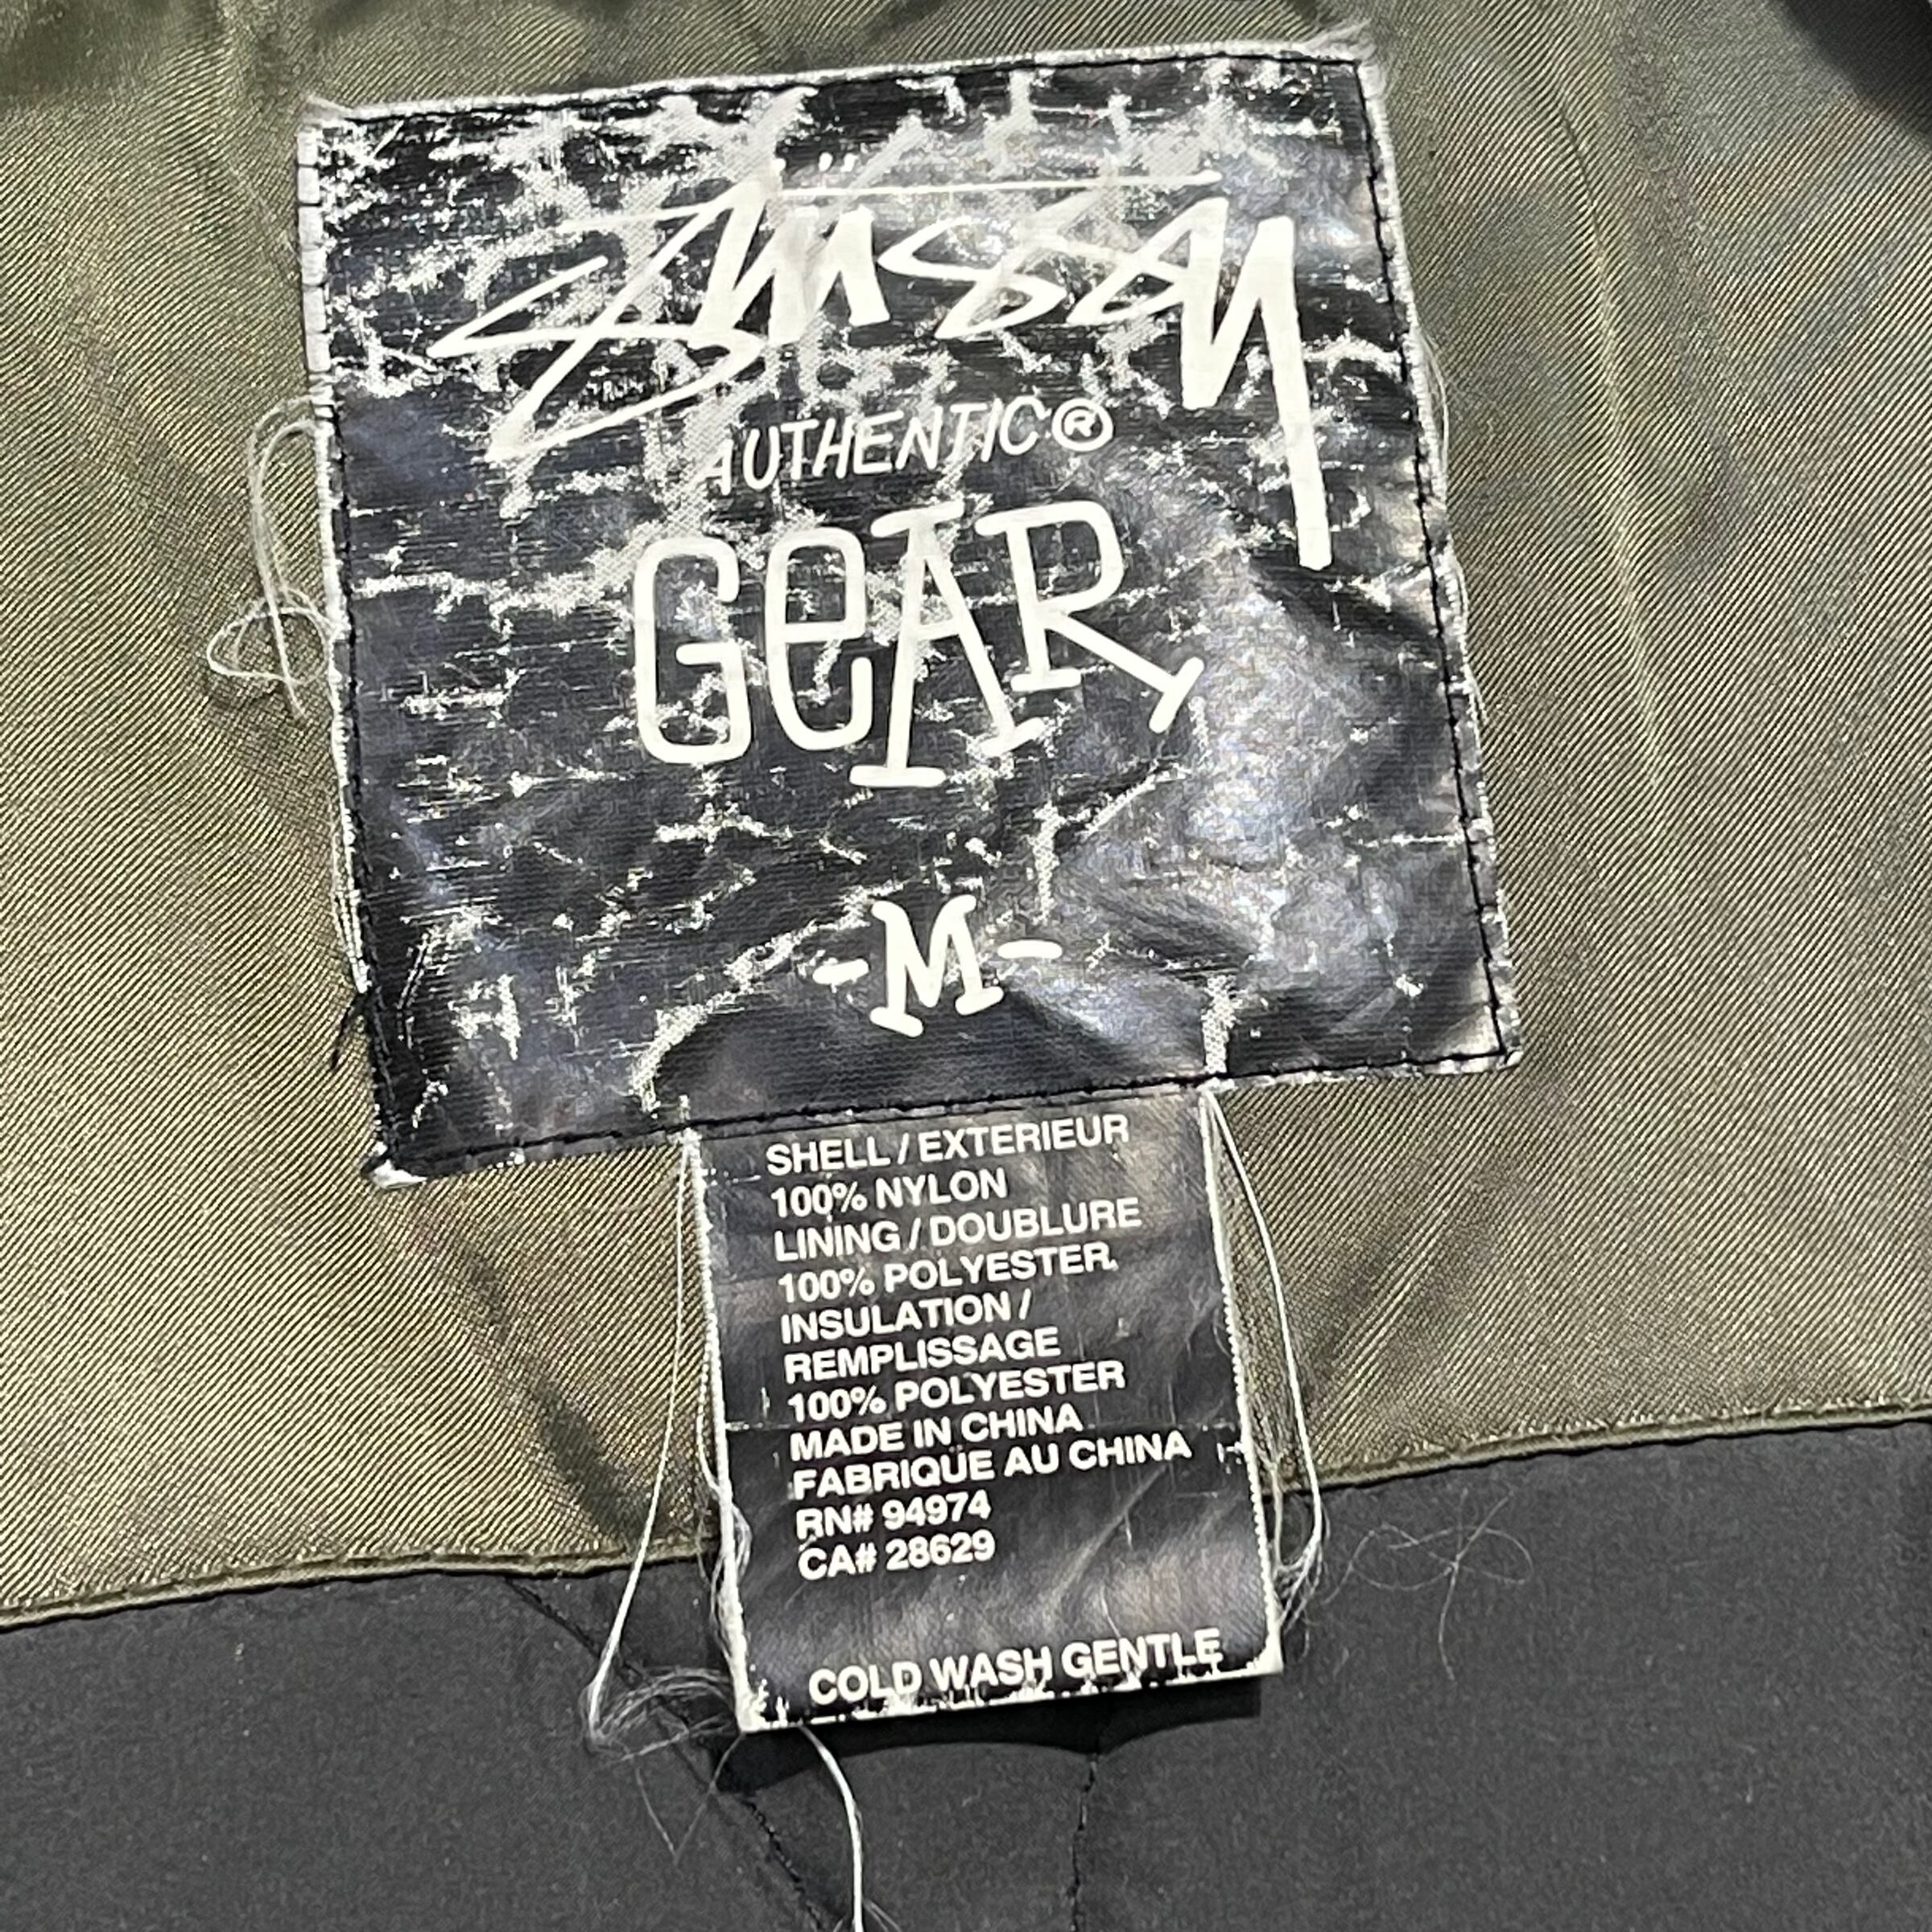 Stüssy
AUTHENTIC®
GeAR
-M-
SHELL / EXTERIEUR
100% NYLON
LINING / DOUBLURE
100% POLYESTER
INSULATION /
REMPLISSAGE
100% POLYESTER
MADE IN CHINA
FABRIQUE AU CHINA
RN# 94974
CA# 28629
COLD WASH GENTLE